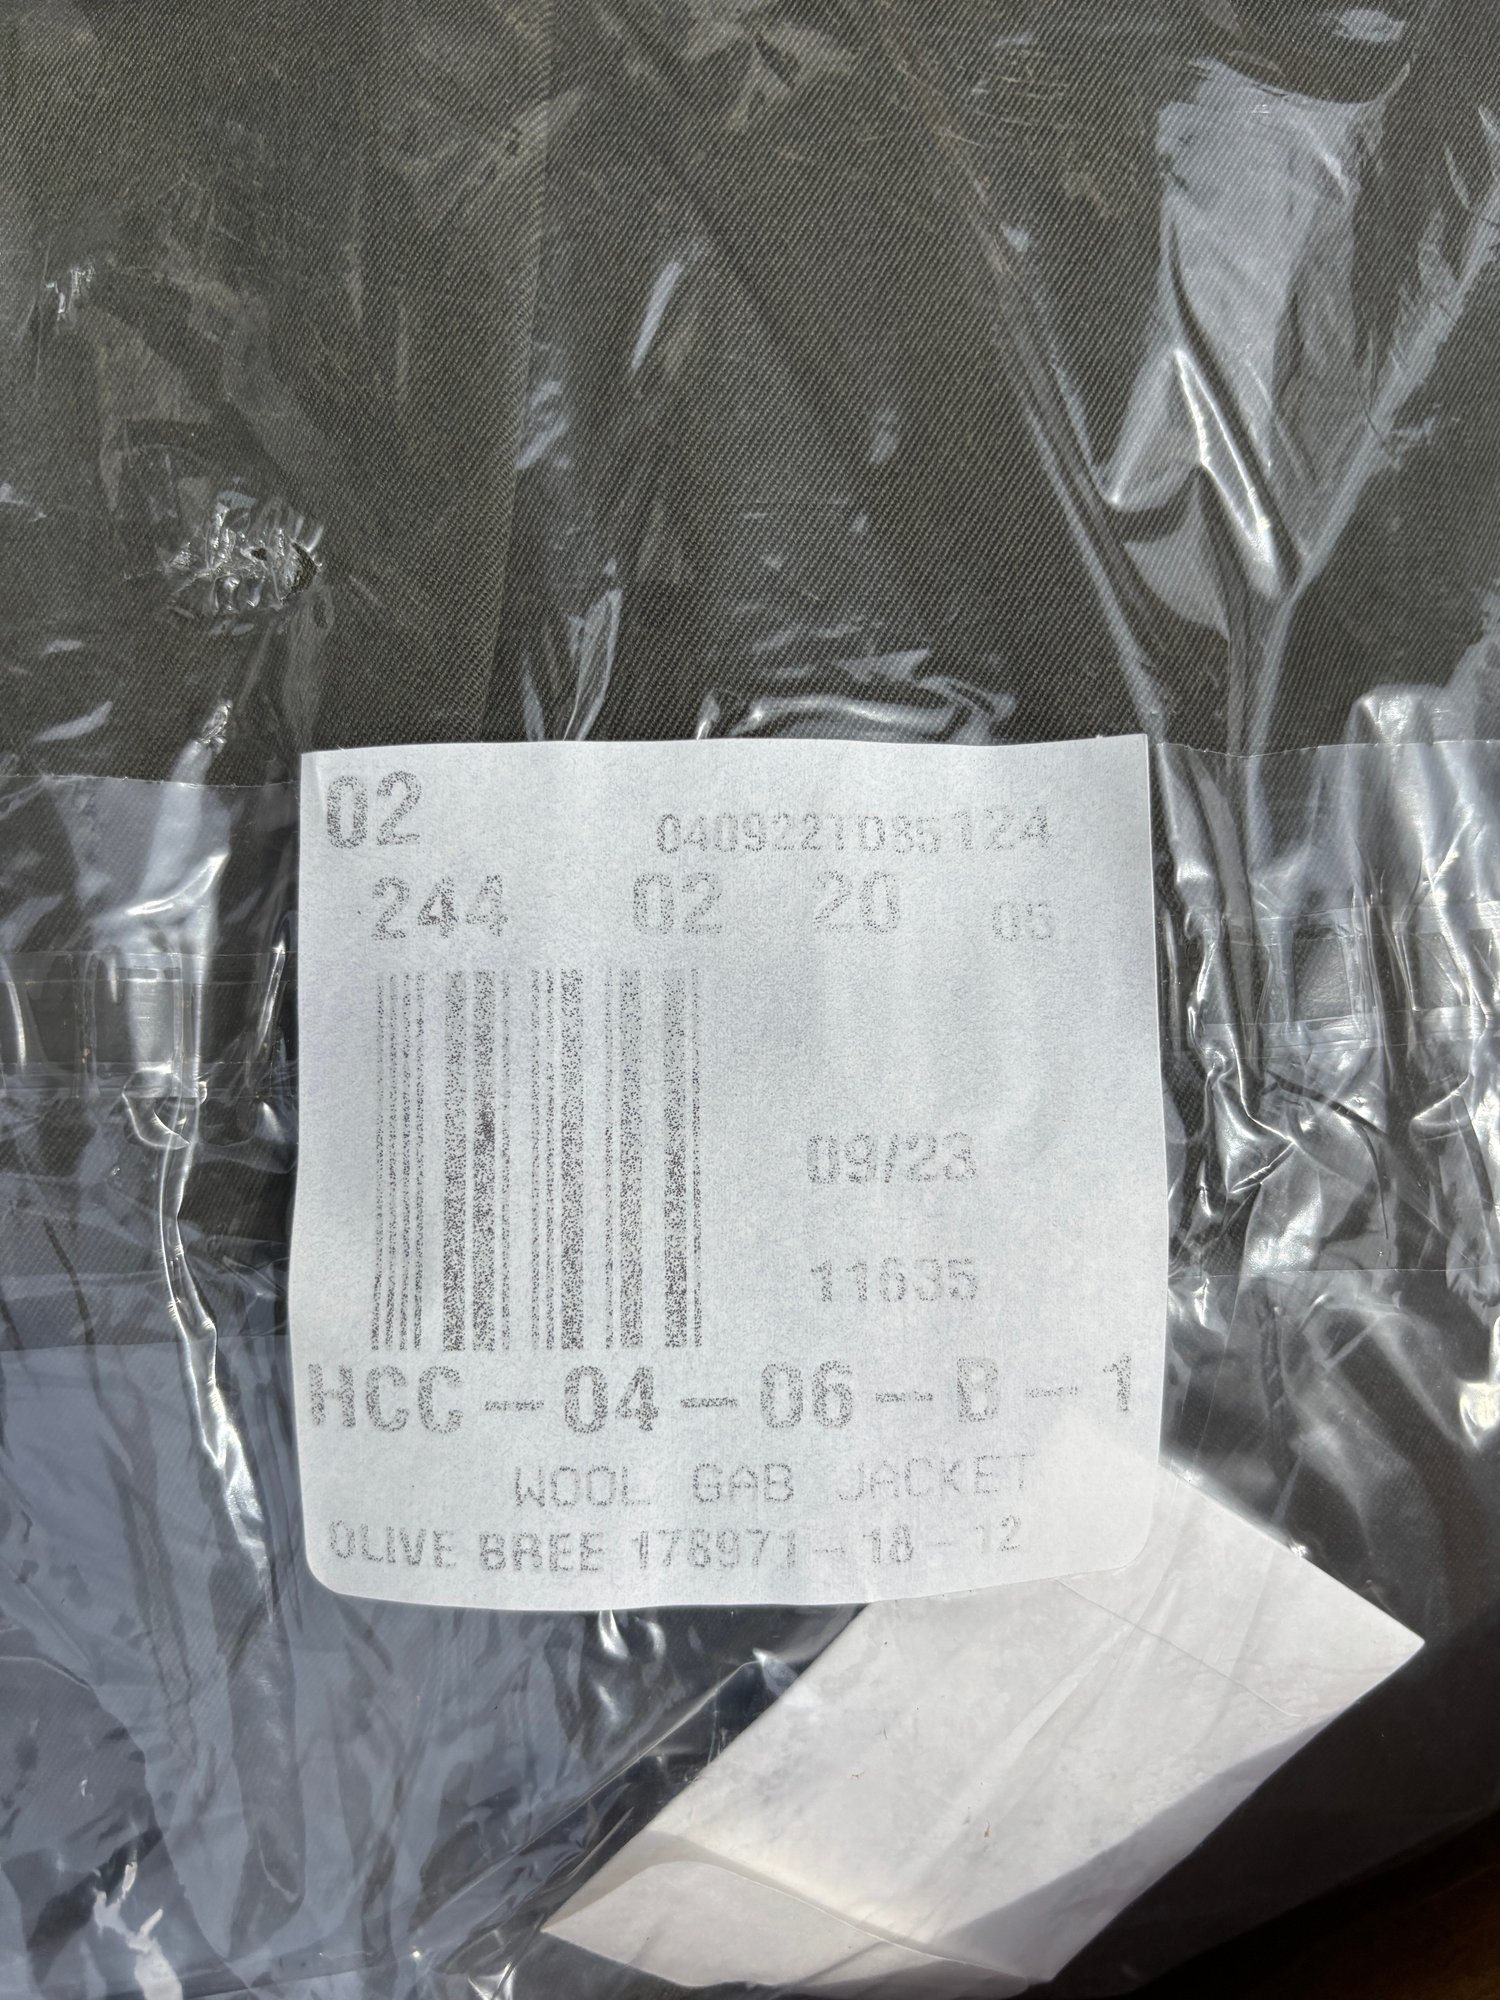 02 040922TD85124
244 02 20 05
09/23
11635
HCC-04-06-B-1
WOOL GAB JACKET
OLIVE BREE 178971-18-12